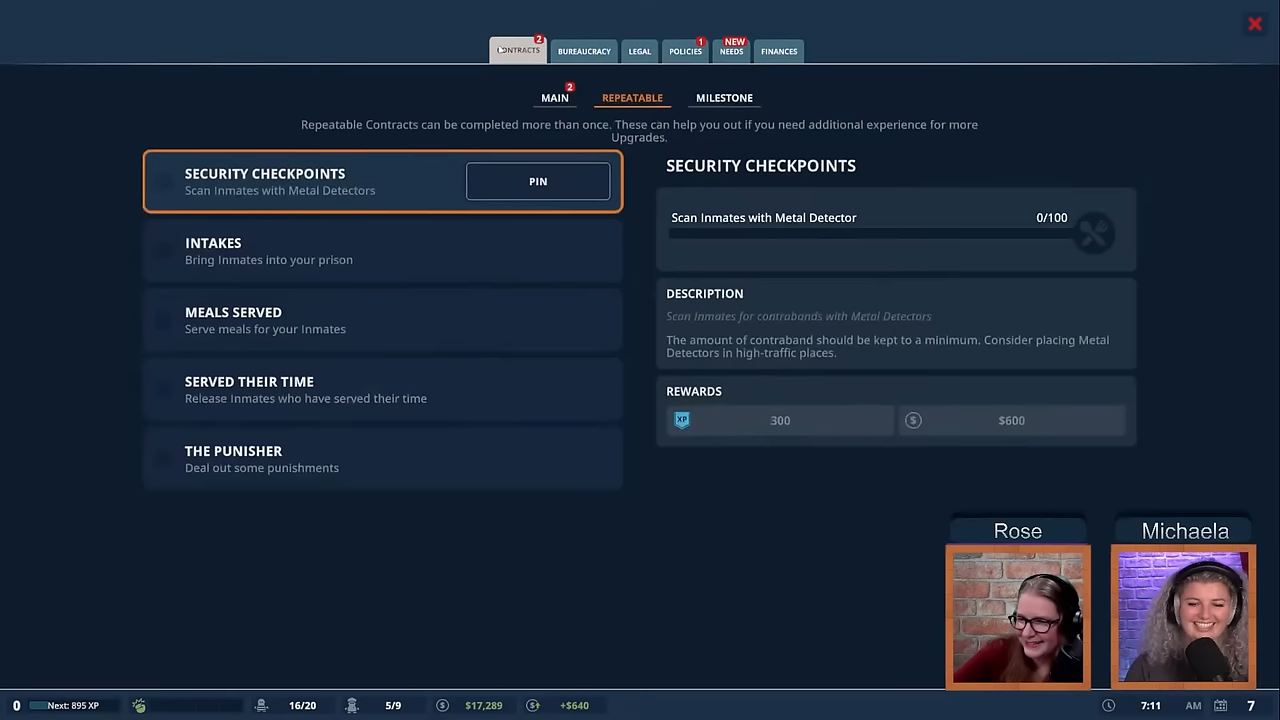 2
1
NEW
CONTRACTS
BUREAUCRACY
LEGAL
POLICIES
NEEDS
FINANCES
2
MAIN
REPEATABLE
MILESTONE
Repeatable Contracts can be completed more than once. These can help you out if you need additional experience for more
Upgrades.
SECURITY CHECKPOINTS
Scan Inmates with Metal Detectors
PIN
INTAKES
Bring Inmates into your prison
MEALS SERVED
Serve meals for your Inmates
SERVED THEIR TIME
Release Inmates who have served their time
THE PUNISHER
Deal out some punishments
SECURITY CHECKPOINTS
Scan Inmates with Metal Detector 0/100
DESCRIPTION
Scan Inmates for contrabands with Metal Detectors
The amount of contraband should be kept to a minimum. Consider placing Metal
Detectors in high-traffic places.
REWARDS
XP 300 $ $600
Rose
Michaela
0 Next: 895 XP 16/20 5/9 $ $17,289 $ +$640 7:11 AM 7